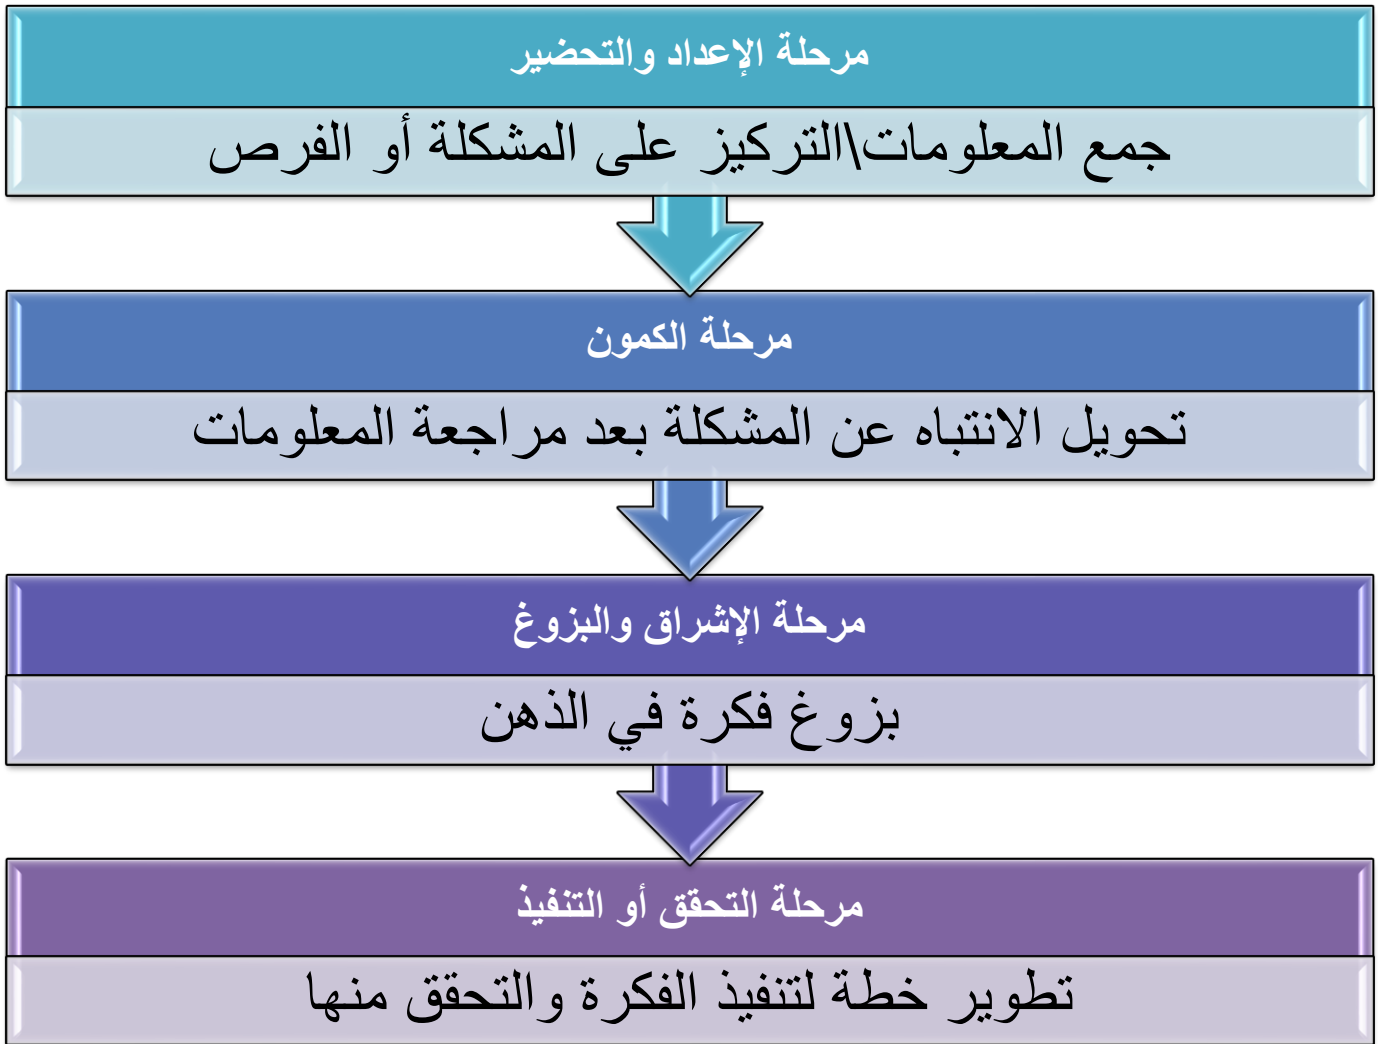 مرحلة الإعداد والتحضير
جمع المعلومات\التركيز على المشكلة أو الفرص
مرحلة الكمون
تحويل الانتباه عن المشكلة بعد مراجعة المعلومات
مرحلة الإشراق والبزوغ
بزوغ فكرة في الذهن
مرحلة التحقق أو التنفيذ
تطوير خطة لتنفيذ الفكرة والتحقق منها